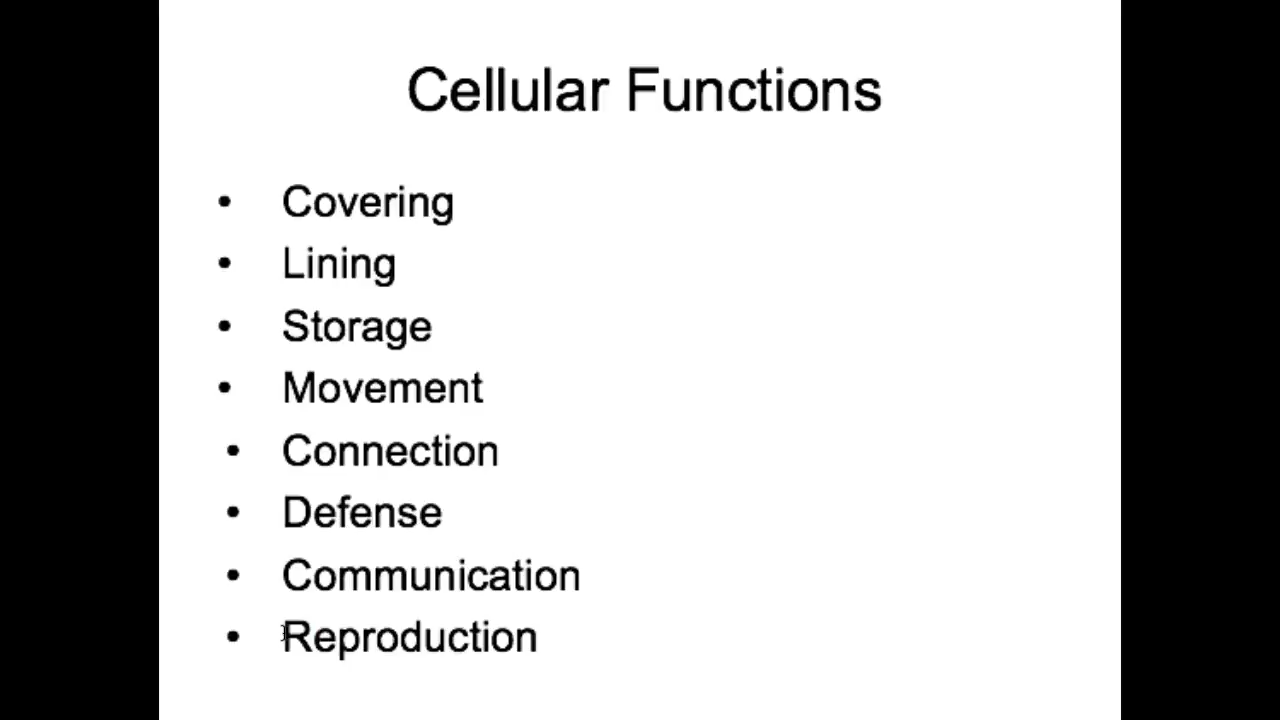 Cellular Functions
• Covering
• Lining
• Storage
• Movement
• Connection
• Defense
• Communication
• Reproduction